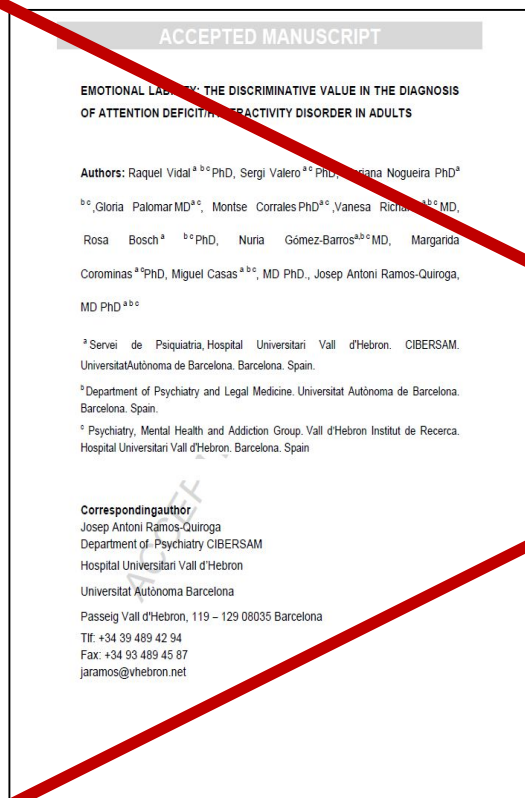 ACCEPTED MANUSCRIPT
EMOTIONAL THE DISCRIMINATIVE VALUE IN THE DIAGNOSIS
OF ATTENTION DISORDER IN ADULTS
Authors: Raquel Vidal a b c PhD, Sergi Valero a c PhD, Nogueira PhD a
b c ,Gloria Palomar MD a c, Montse Corrales PhD a c ,Vanesa a b c MD,
Rosa Bosch a b c PhD, Nuria Gómez-Barros a,b c MD, Margarida
Corominas a c PhD, Miguel Casas a b c, MD PhD., Josep Antoni Ramos-Quiroga,
MD PhD a b c
a Servei de Psiquiatria, Hospital Universitari Vall d'Hebron. CIBERSAM.
UniversitatAutònoma de Barcelona. Barcelona. Spain.
b Department of Psychiatry and Legal Medicine. Universitat Autònoma de Barcelona.
Barcelona. Spain.
c Psychiatry, Mental Health and Addiction Group. Vall d'Hebron Institut de Recerca.
Hospital Universitari Vall d'Hebron. Barcelona. Spain
Correspondingauthor
Josep Antoni Ramos-Quiroga
Department of Psychiatry CIBERSAM
Hospital Universitari Vall d'Hebron
Universitat Autònoma Barcelona
Passeig Vall d'Hebron, 119 – 129 08035 Barcelona
Tlf: +34 39 489 42 94
Fax: +34 93 489 45 87
jaramos@vhebron.net